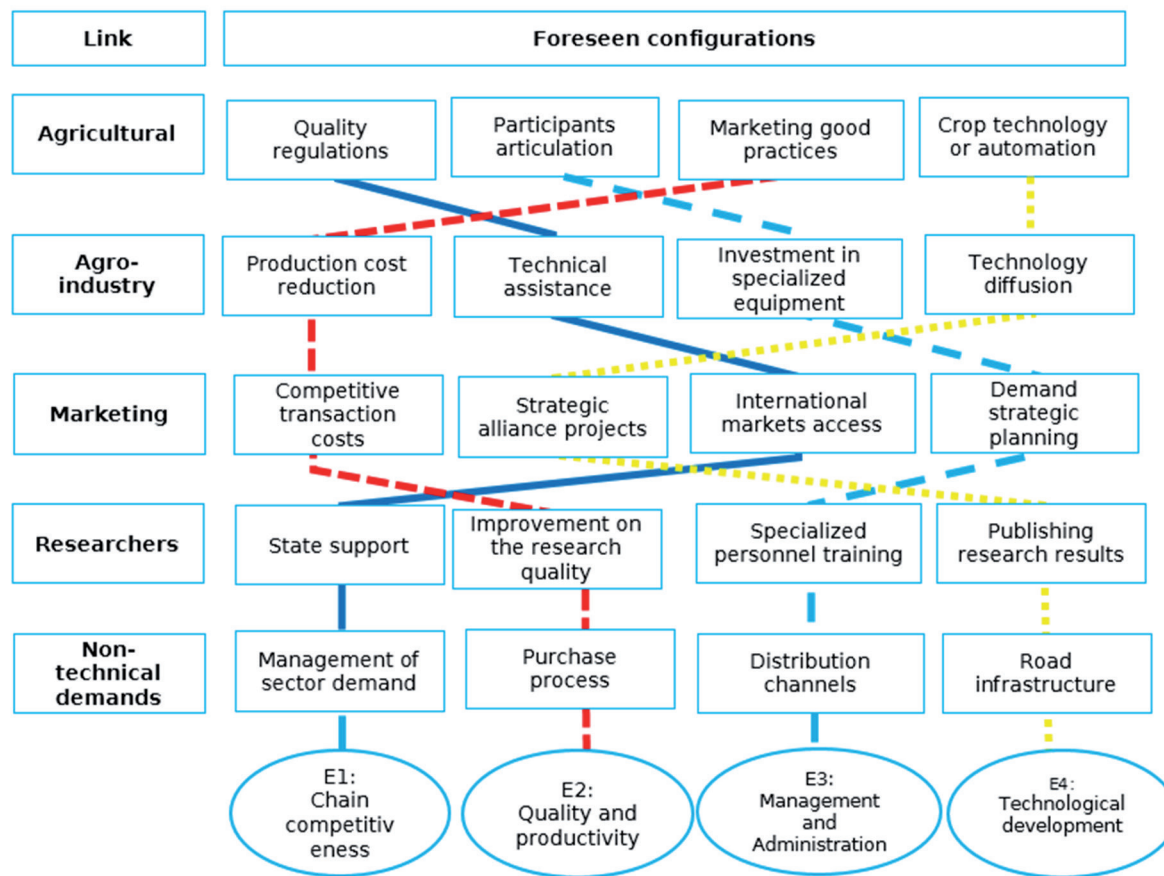 Link
Foreseen configurations
Agricultural
Quality
regulations
Participants
articulation
Marketing good
practices
Crop technology
or automation
Agro-
industry
Production cost
reduction
Technical
assistance
Investment in
specialized
equipment
Technology
diffusion
Marketing
Competitive
transaction
costs
Strategic
alliance projects
International
markets access
Demand
strategic
planning
Researchers
State support
Improvement on
the research
quality
Specialized
personnel training
Publishing
research results
Non-
technical
demands
Management of
sector demand
Purchase
process
Distribution
channels
Road
infrastructure
E1:
Chain
competitiv
eness
E2:
Quality and
productivity
E3:
Management
and
Administration
E4:
Technological
development